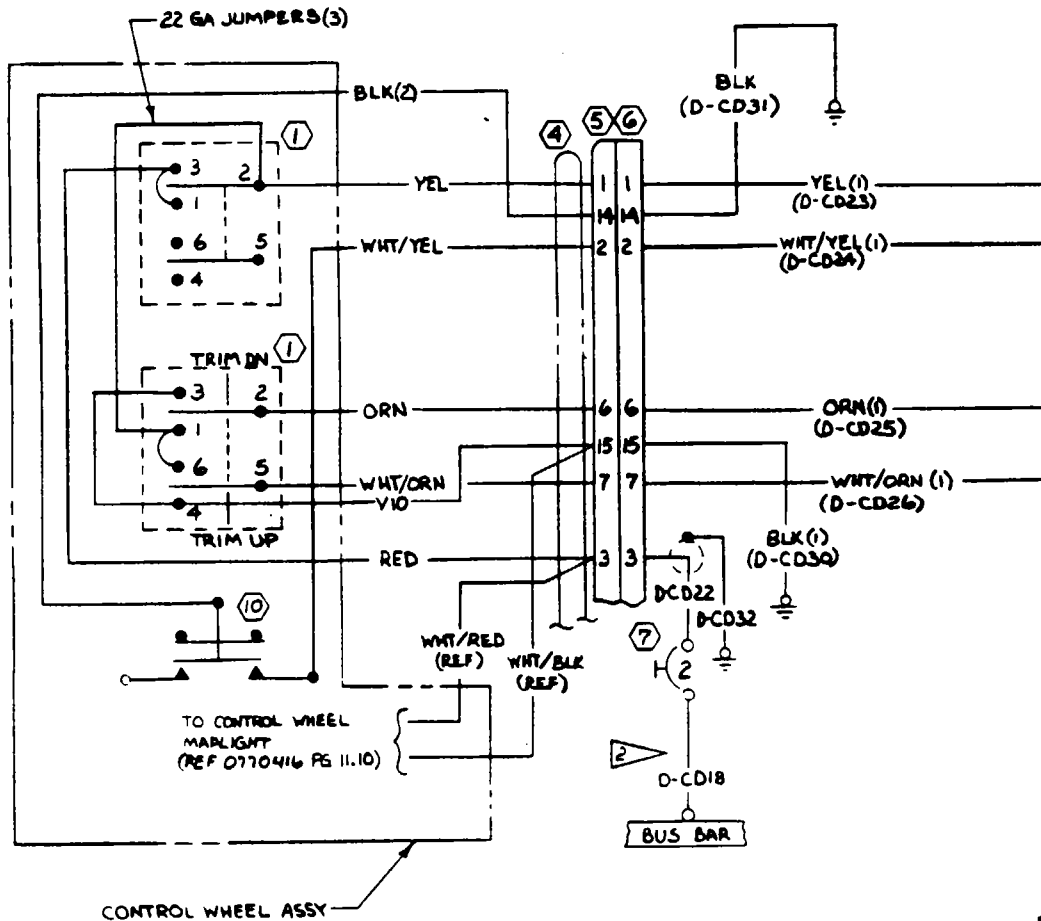 22 GA JUMPERS(3)
BLK(2)
BLK
(D-CD31)
1
4
5
6
3
2
1
6
5
4
YEL
1
1
YEL(1)
(D-CD23)
14
14
WHT/YEL
2
2
WHT/YEL(1)
(D-CD24)
TRIM DN
1
3
2
1
6
5
4
TRIM UP
ORN
6
6
ORN(1)
(D-CD25)
15
15
WHT/ORN
7
7
WHT/ORN (1)
(D-CD26)
V10
BLK(1)
(D-CD30)
RED
3
3
D-CD22
D-CD32
10
7
2
WHT/RED
(REF)
WHT/BLK
(REF)
TO CONTROL WHEEL
MAPLIGHT
(REF 0770416 PG 11.10)
2
D-CD18
BUS BAR
CONTROL WHEEL ASSY